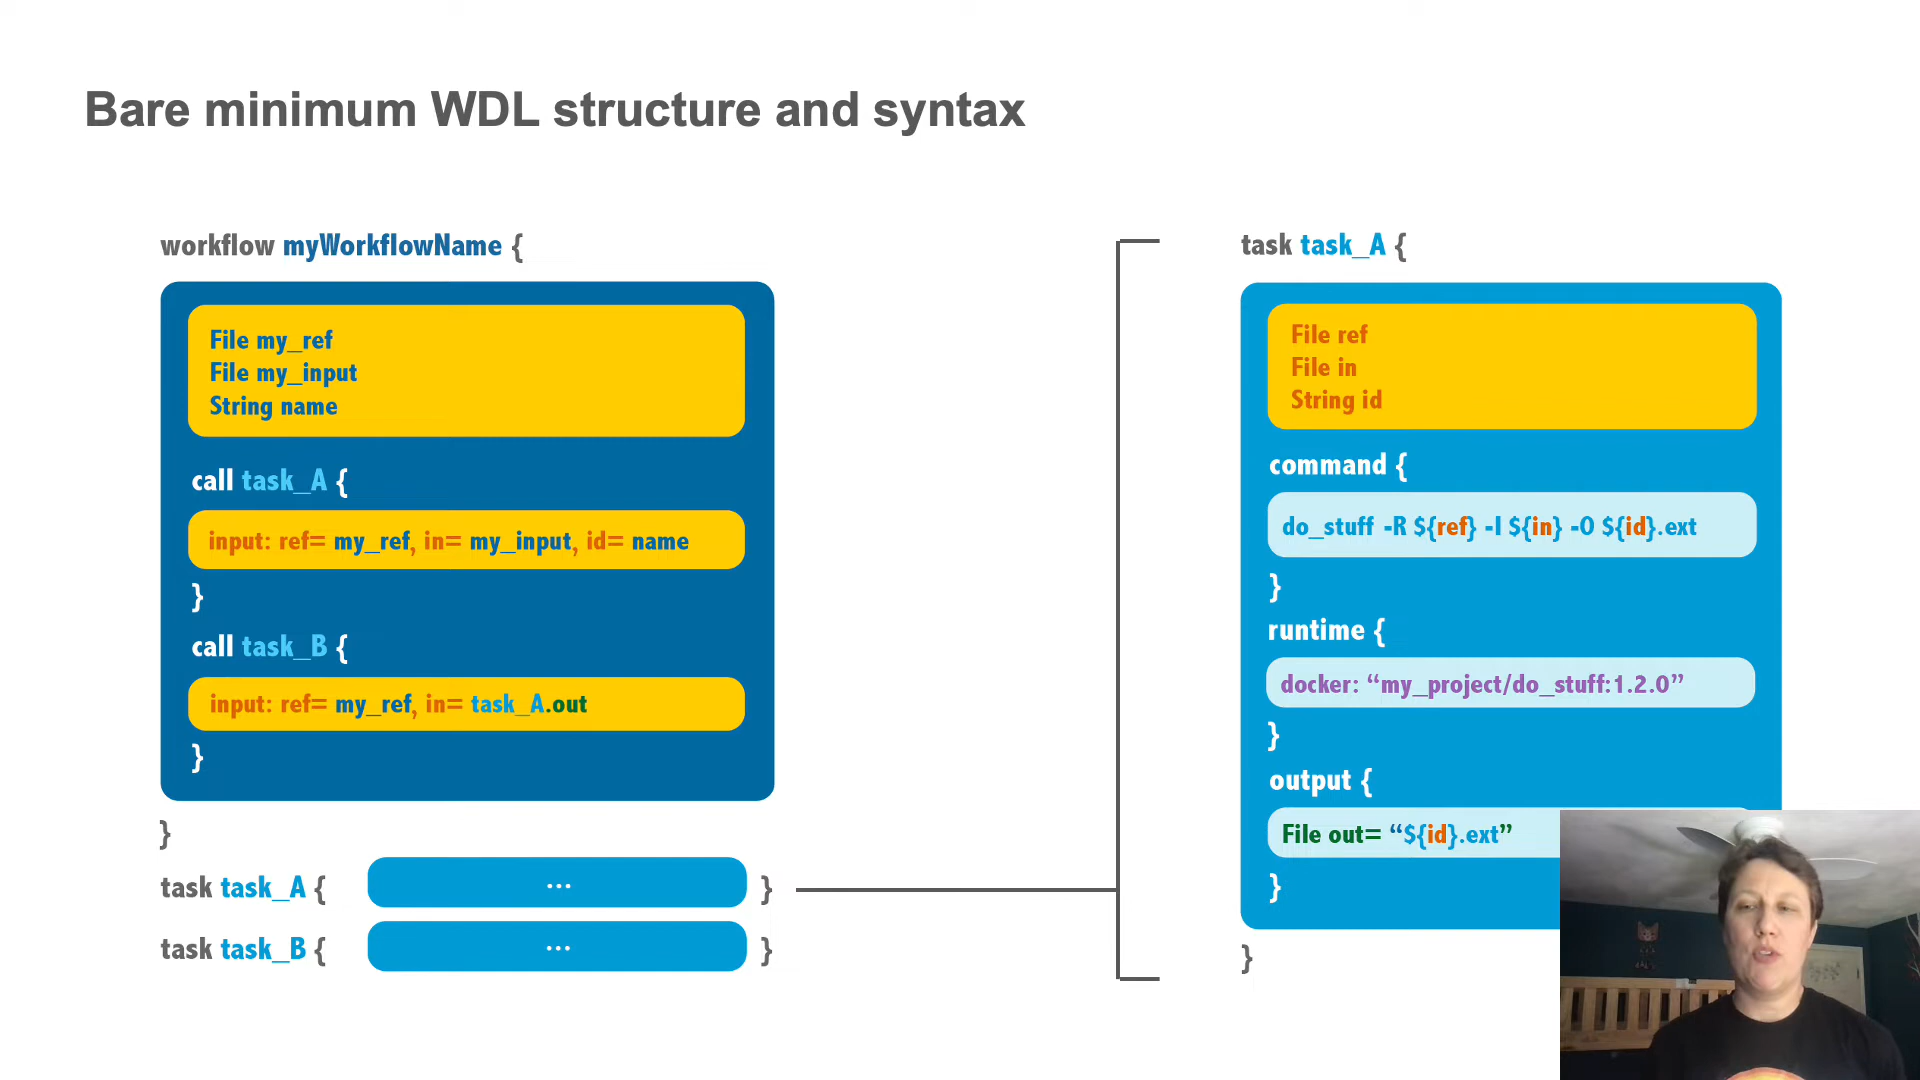 Bare minimum WDL structure and syntax
workflow myWorkflowName {
File my_ref
File my_input
String name
call task_A {
input: ref= my_ref, in= my_input, id= name
}
call task_B {
input: ref= my_ref, in= task_A.out
}
}
task task_A { ... }
task task_B { ... }
task task_A {
File ref
File in
String id
command {
do_stuff -R ${ref} -I ${in} -O ${id}.ext
}
runtime {
docker: “my_project/do_stuff:1.2.0”
}
output {
File out= “${id}.ext”
}
}